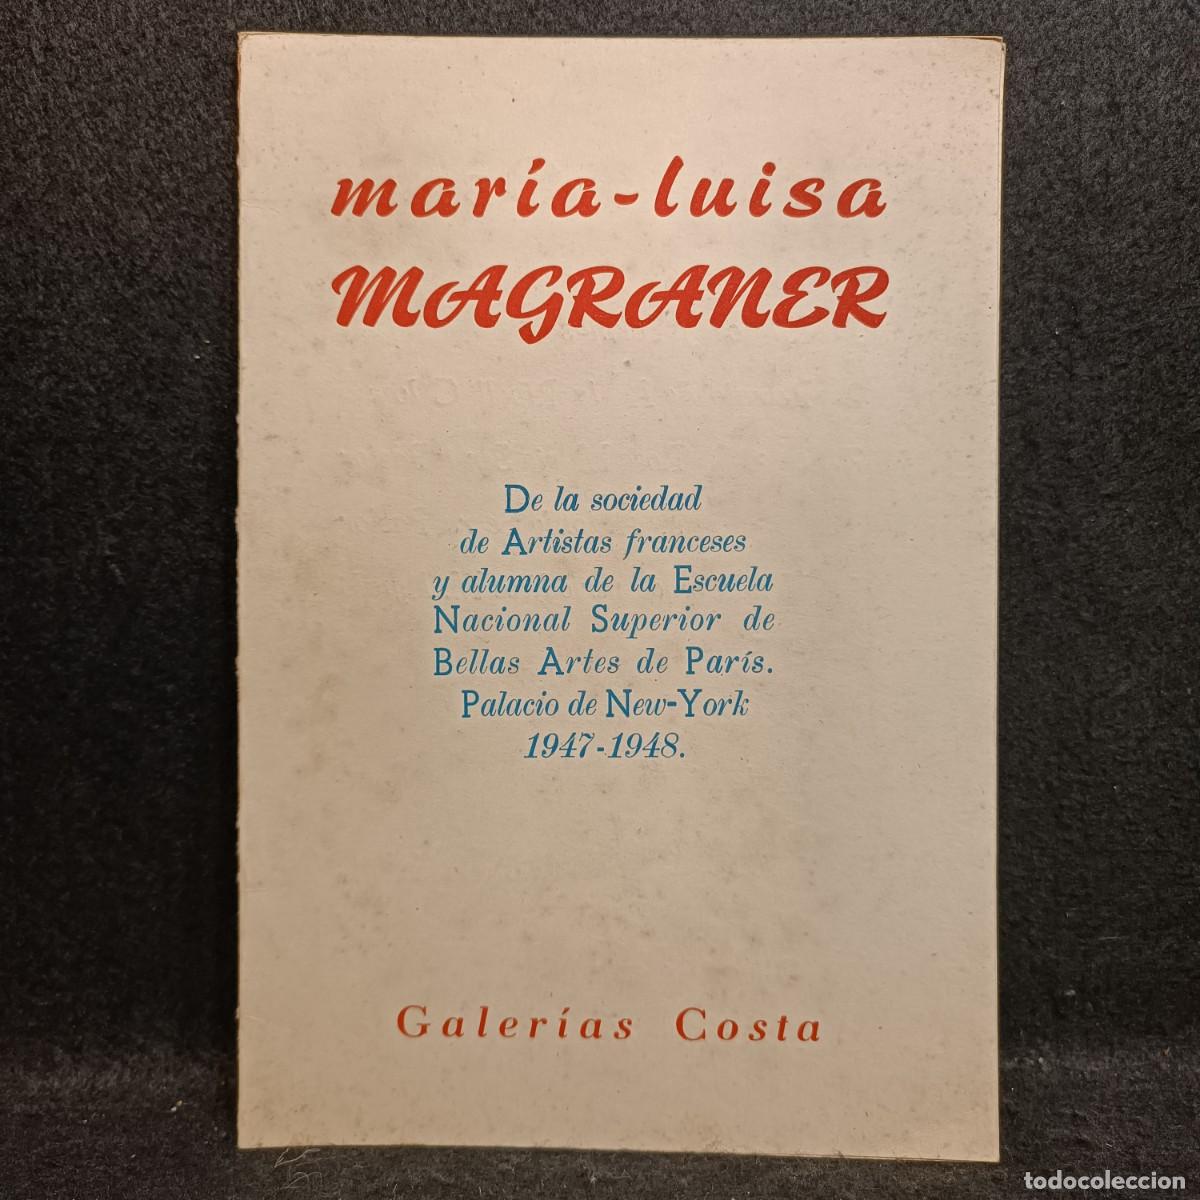 maría-luisa
MAGRANER
De la sociedad
de Artistas franceses
y alumna de la Escuela
Nacional Superior de
Bellas Artes de París.
Palacio de New-York
1947-1948.
Galerías Costa
todocoleccion